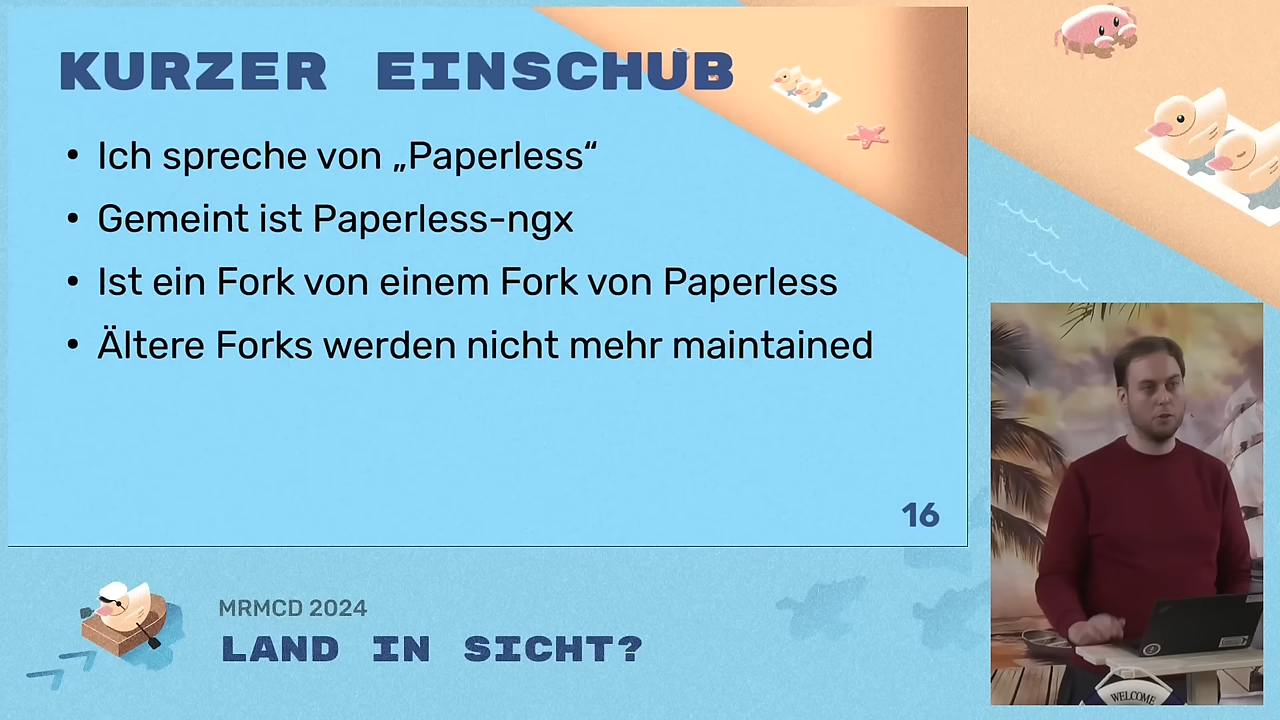 KURZER EINSCHUB
• Ich spreche von „Paperless“
• Gemeint ist Paperless-ngx
• Ist ein Fork von einem Fork von Paperless
• Ältere Forks werden nicht mehr maintained
16
MRMCD 2024
LAND IN SICHT?
WELCOME